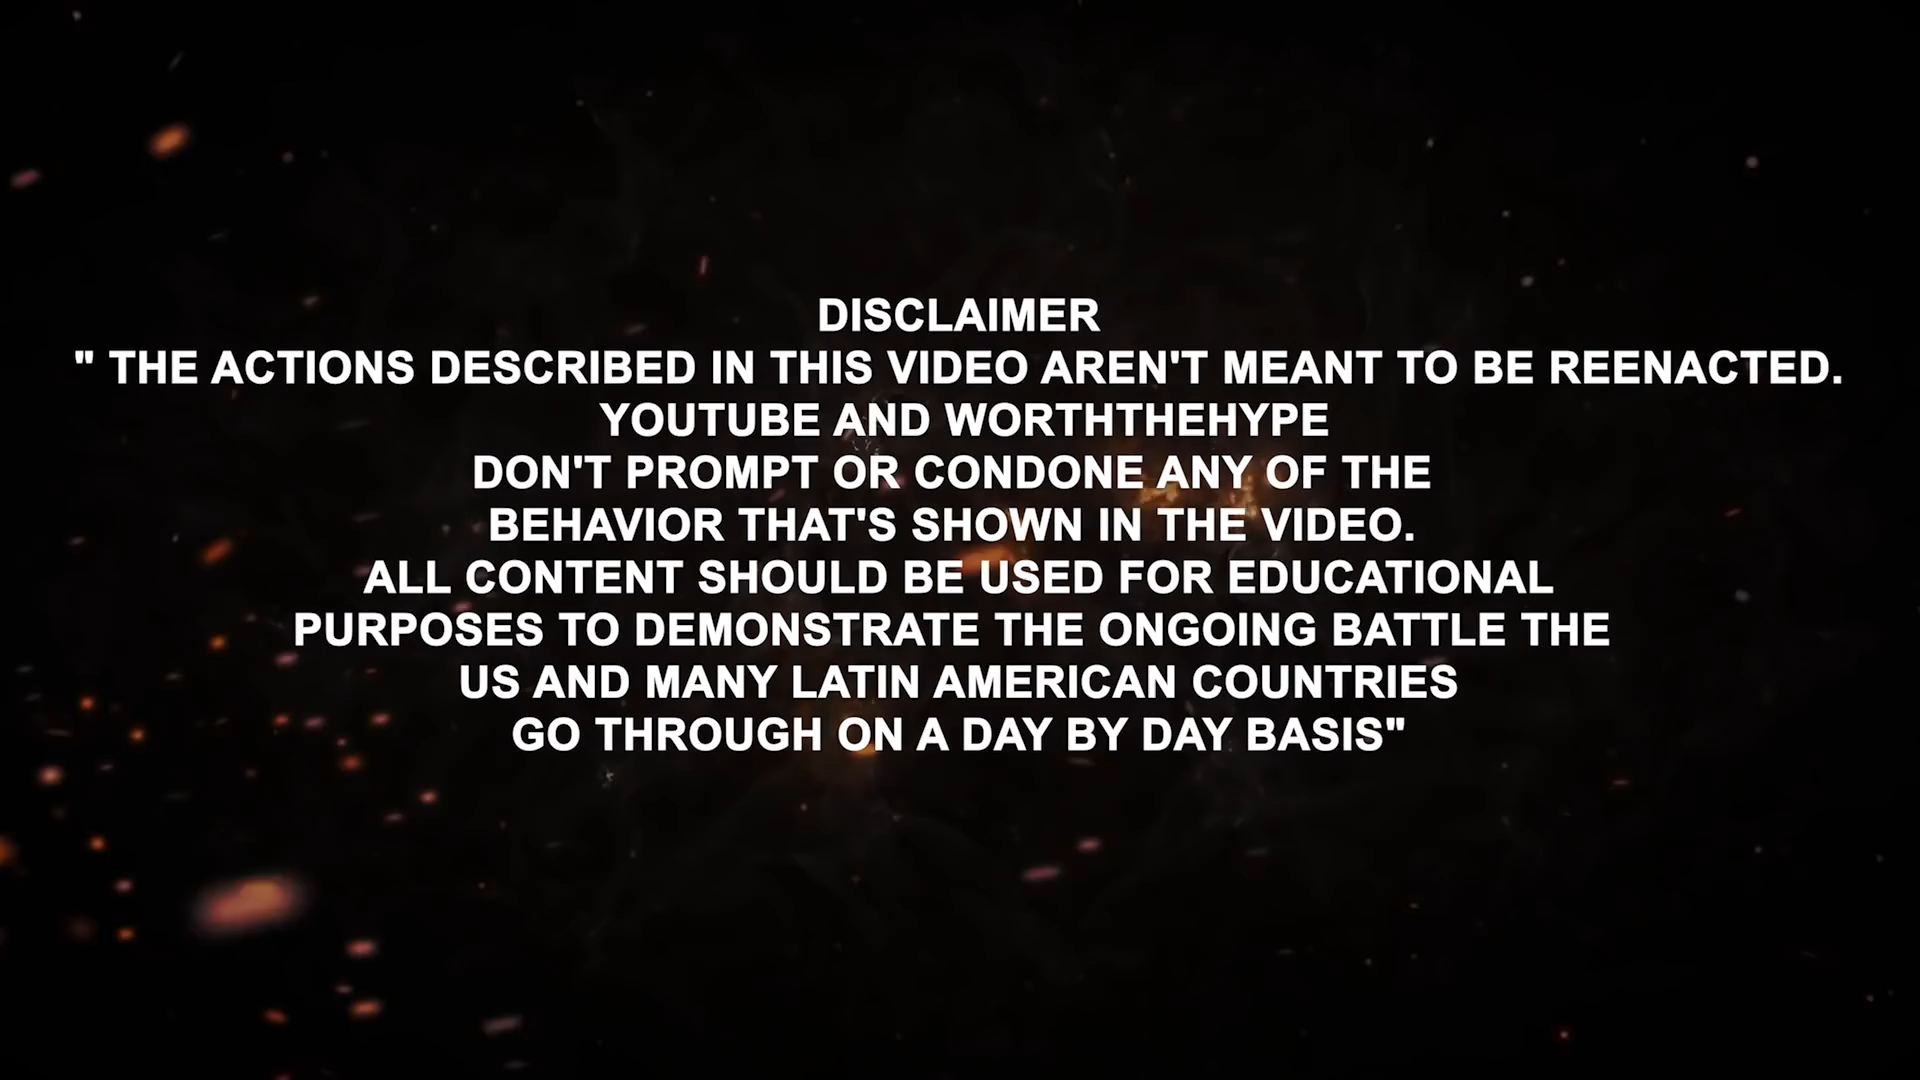 DISCLAIMER
" THE ACTIONS DESCRIBED IN THIS VIDEO AREN'T MEANT TO BE REENACTED.
YOUTUBE AND WORTHTHEHYPE
DON'T PROMPT OR CONDONE ANY OF THE
BEHAVIOR THAT'S SHOWN IN THE VIDEO.
ALL CONTENT SHOULD BE USED FOR EDUCATIONAL
PURPOSES TO DEMONSTRATE THE ONGOING BATTLE THE
US AND MANY LATIN AMERICAN COUNTRIES
GO THROUGH ON A DAY BY DAY BASIS"